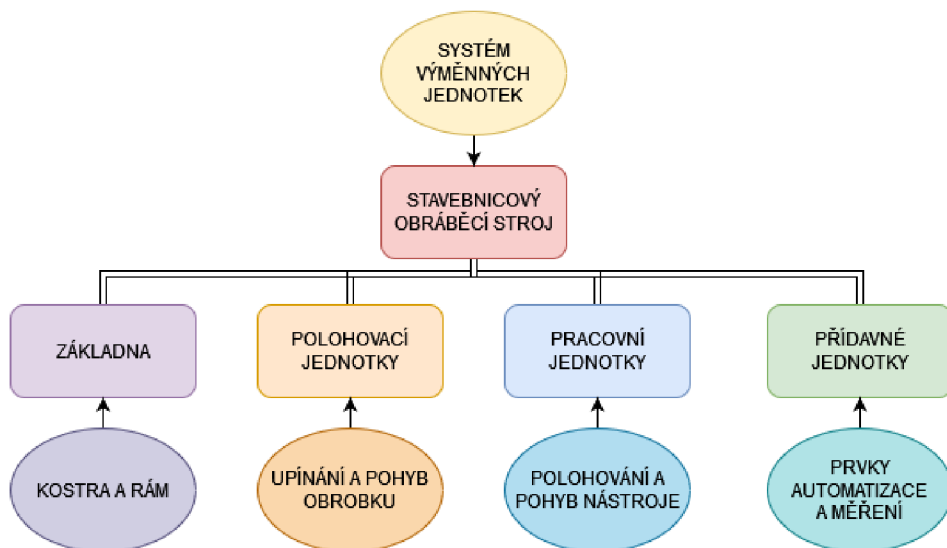 SYSTÉM
VÝMĚNNÝCH
JEDNOTEK
STAVEBNICOVÝ
OBRÁBĚCÍ STROJ
ZÁKLADNA
POLOHOVACÍ
JEDNOTKY
PRACOVNÍ
JEDNOTKY
PŘÍDAVNÉ
JEDNOTKY
KOSTRA A RÁM
UPÍNÁNÍ A POHYB
OBROBKU
POLOHOVÁNÍ A
POHYB NÁSTROJE
PRVKY
AUTOMATIZACE
A MĚŘENÍ